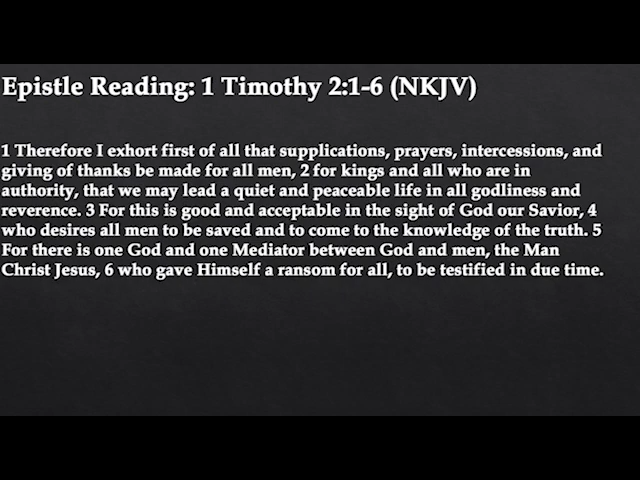 Epistle Reading: 1 Timothy 2:1-6 (NKJV)
1 Therefore I exhort first of all that supplications, prayers, intercessions, and
giving of thanks be made for all men, 2 for kings and all who are in
authority, that we may lead a quiet and peaceable life in all godliness and
reverence. 3 For this is good and acceptable in the sight of God our Savior, 4
who desires all men to be saved and to come to the knowledge of the truth. 5
For there is one God and one Mediator between God and men, the Man
Christ Jesus, 6 who gave Himself a ransom for all, to be testified in due time.